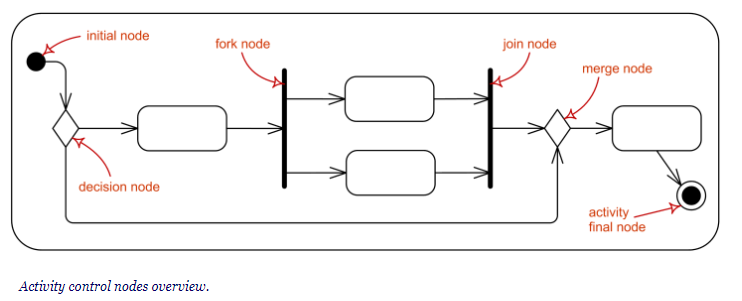 initial node
fork node
join node
merge node
decision node
activity
final node
Activity control nodes overview.